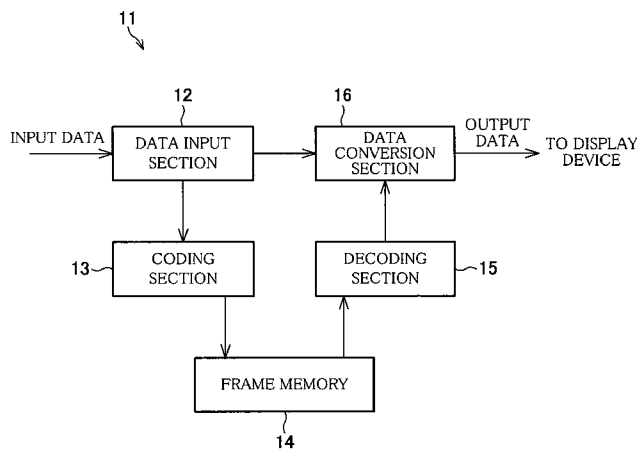 11
12
16
INPUT DATA
DATA INPUT
SECTION
DATA
CONVERSION
SECTION
OUTPUT
DATA
TO DISPLAY
DEVICE
13
CODING
SECTION
DECODING
SECTION
15
FRAME MEMORY
14